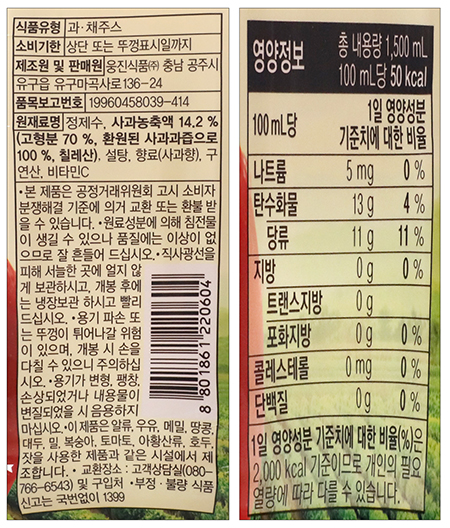 식품유형 과·채주스
소비기한 상단 또는 뚜껑표시일까지
제조원 및 판매원 웅진식품㈜ 충남 공주시
유구읍 유구마곡사로136-24
품목보고번호 19960458039-414
원재료명 정제수, 사과농축액 14.2 %
(고형분 70 %, 환원된 사과과즙으로
100 %, 칠레산), 설탕, 향료(사과향), 구
연산, 비타민C
•본 제품은 공정거래위원회 고시 소비자
분쟁해결 기준에 의거 교환 또는 환불 받
을 수 있습니다. •원료성분에 의해 침전물
이 생길 수 있으나 품질에는 이상이 없
으므로 잘 흔들어 드십시오.•직사광선을
피해 서늘한 곳에 얼지 않
게 보관하시고, 개봉 후에
는 냉장보관 하시고 빨리
드십시오. •용기 파손 또
는 뚜껑이 튀어나갈 위험
이 있으며, 개봉 시 손을
다칠 수 있으니 주의하십
시오. •용기가 변형, 팽창,
손상되었거나 내용물이
변질되었을 시 음용하지
마십시오.•이 제품은 알류, 우유, 메밀, 땅콩,
대두, 밀, 복숭아, 토마토, 아황산류, 호두,
잣을 사용한 제품과 같은 시설에서 제
조합니다. • 교환장소 : 고객상담실(080-
766-6543) 및 구입처 •부정·불량 식품
신고는 국번없이 1399
8 801861 220604
영양정보
총 내용량 1,500 mL
100 mL당 50 kcal
100 mL당
1일 영양성분
기준치에 대한 비율
나트륨 5 mg 0 %
탄수화물 13 g 4 %
당류 11 g 11 %
지방 0 g 0 %
트랜스지방 0 g
포화지방 0 g 0 %
콜레스테롤 0 mg 0 %
단백질 0 g 0 %
1일 영양성분 기준치에 대한 비율(%)은
2,000 kcal 기준이므로 개인의 필요
열량에 따라 다를 수 있습니다.